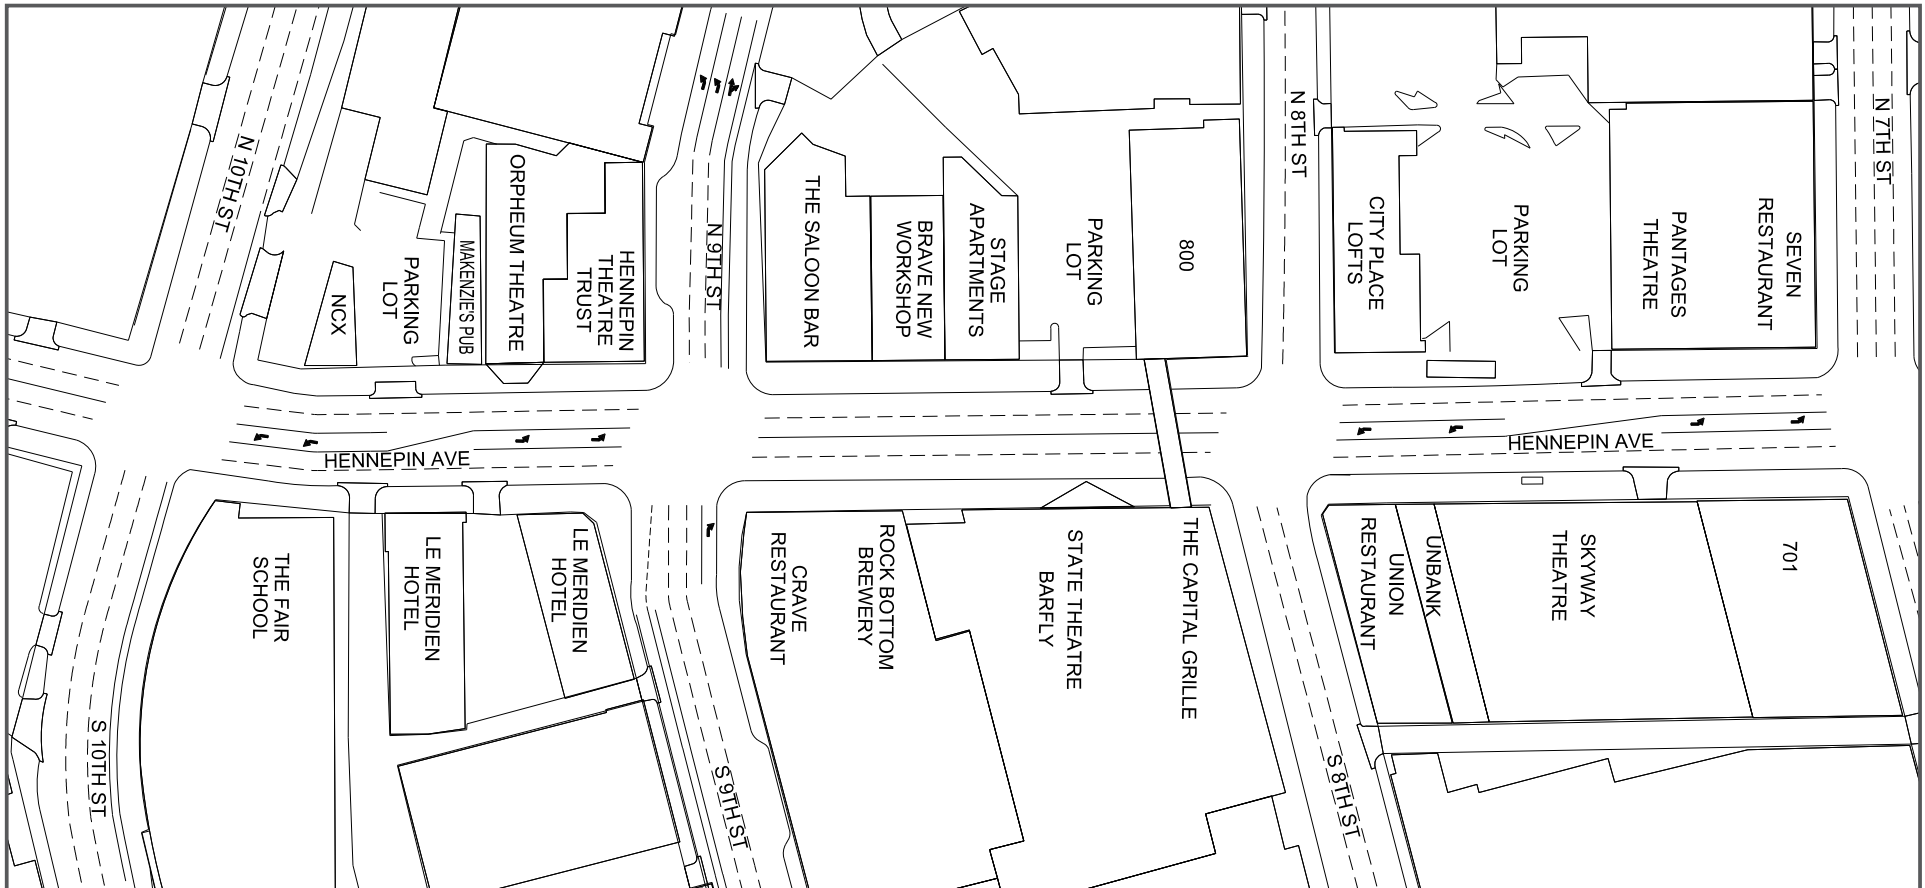 N 10TH ST
NCX
PARKING
LOT
MAKENZIE'S PUB
ORPHEUM THEATRE
HENNEPIN
THEATRE
TRUST
N 9TH ST
THE SALOON BAR
BRAVE NEW
WORKSHOP
STAGE
APARTMENTS
PARKING
LOT
800
N 8TH ST
CITY PLACE
LOFTS
PARKING
LOT
PANTAGES
THEATRE
SEVEN
RESTAURANT
N 7TH ST
HENNEPIN AVE
HENNEPIN AVE
S 10TH ST
THE FAIR
SCHOOL
LE MERIDIEN
HOTEL
LE MERIDIEN
HOTEL
S 9TH ST
CRAVE
RESTAURANT
ROCK BOTTOM
BREWERY
STATE THEATRE
BARFLY
THE CAPITAL GRILLE
S 8TH ST
UNION
RESTAURANT
UNBANK
SKYWAY
THEATRE
701